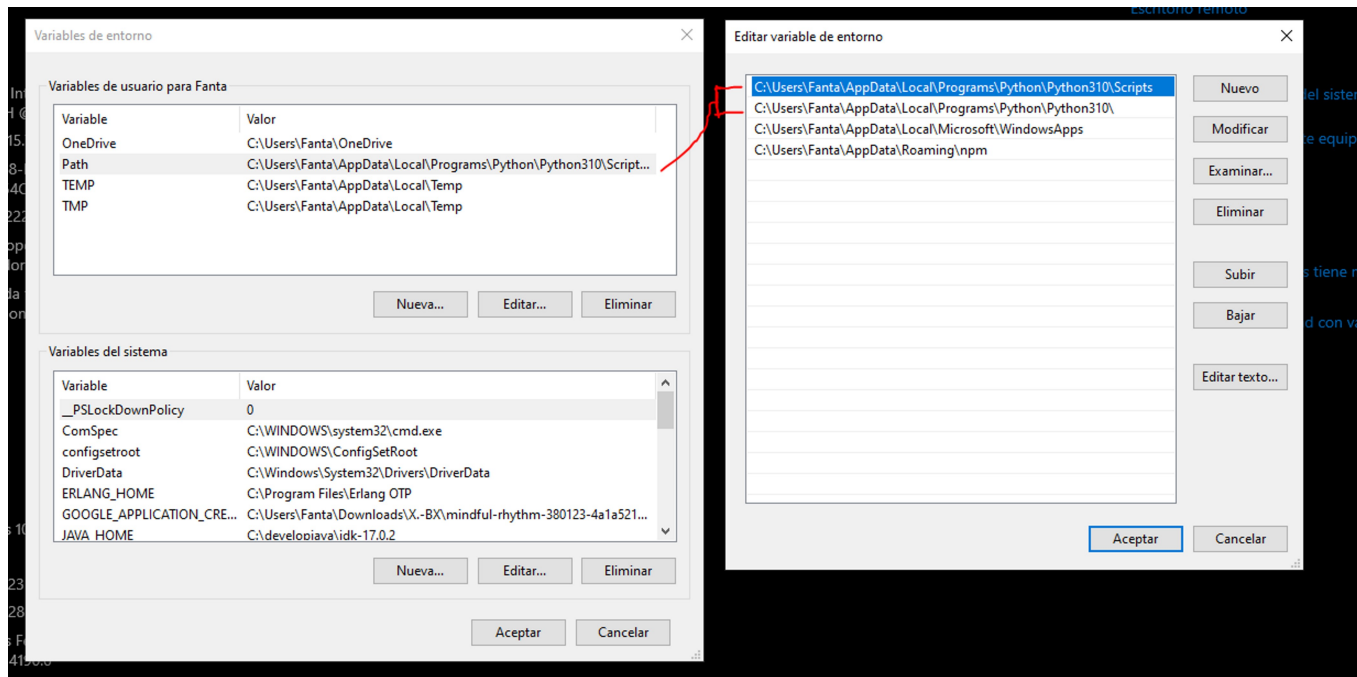 Escritorio remoto
Variables de entorno
Variables de usuario para Fanta
Variable Valor
OneDrive C:\Users\Fanta\OneDrive
Path C:\Users\Fanta\AppData\Local\Programs\Python\Python310\Script...
TEMP C:\Users\Fanta\AppData\Local\Temp
TMP C:\Users\Fanta\AppData\Local\Temp
Nueva... Editar... Eliminar
Variables del sistema
Variable Valor
__PSLockDownPolicy 0
ComSpec C:\WINDOWS\system32\cmd.exe
configsetroot C:\WINDOWS\ConfigSetRoot
DriverData C:\Windows\System32\Drivers\DriverData
ERLANG_HOME C:\Program Files\Erlang OTP
GOOGLE_APPLICATION_CRE... C:\Users\Fanta\Downloads\X.-BX\mindful-rhythm-380123-4a1a521...
JAVA_HOME C:\developjava\jdk-17.0.2
Nueva... Editar... Eliminar
Aceptar Cancelar
Editar variable de entorno
C:\Users\Fanta\AppData\Local\Programs\Python\Python310\Scripts
C:\Users\Fanta\AppData\Local\Programs\Python\Python310\
C:\Users\Fanta\AppData\Local\Microsoft\WindowsApps
C:\Users\Fanta\AppData\Roaming\npm
Nuevo
Modificar
Examinar...
Eliminar
Subir
Bajar
Editar texto...
Aceptar Cancelar
del sister
te equip
s tiene r
d con va